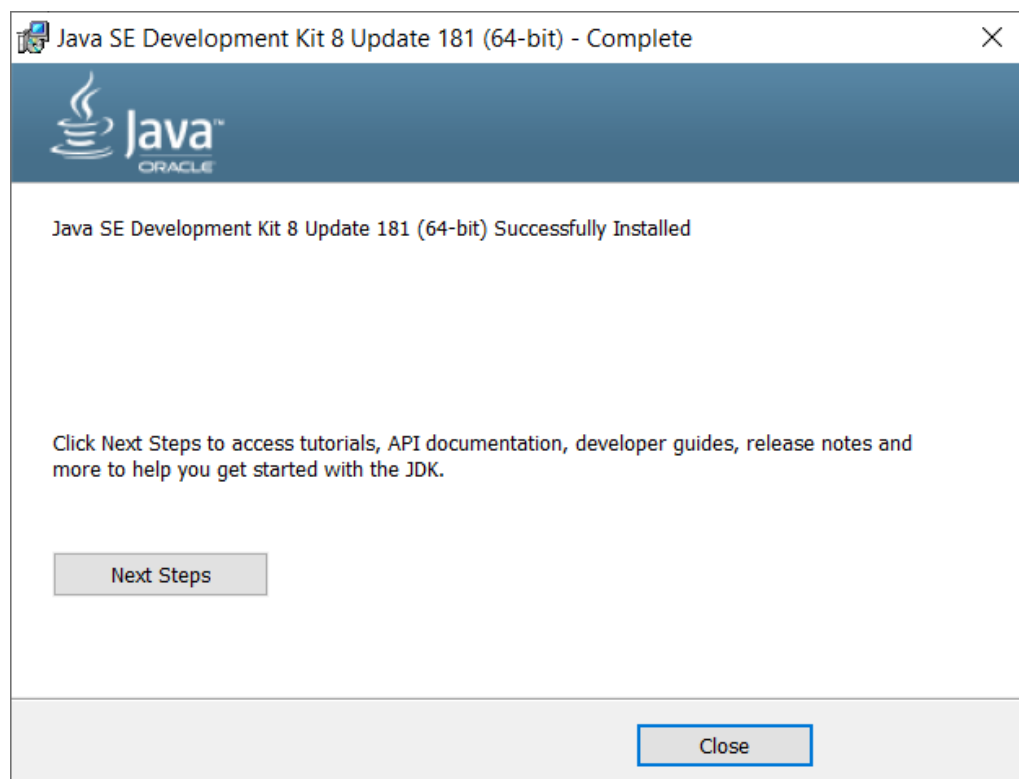 Java SE Development Kit 8 Update 181 (64-bit) - Complete
Java™
ORACLE
Java SE Development Kit 8 Update 181 (64-bit) Successfully Installed
Click Next Steps to access tutorials, API documentation, developer guides, release notes and
more to help you get started with the JDK.
Next Steps
Close